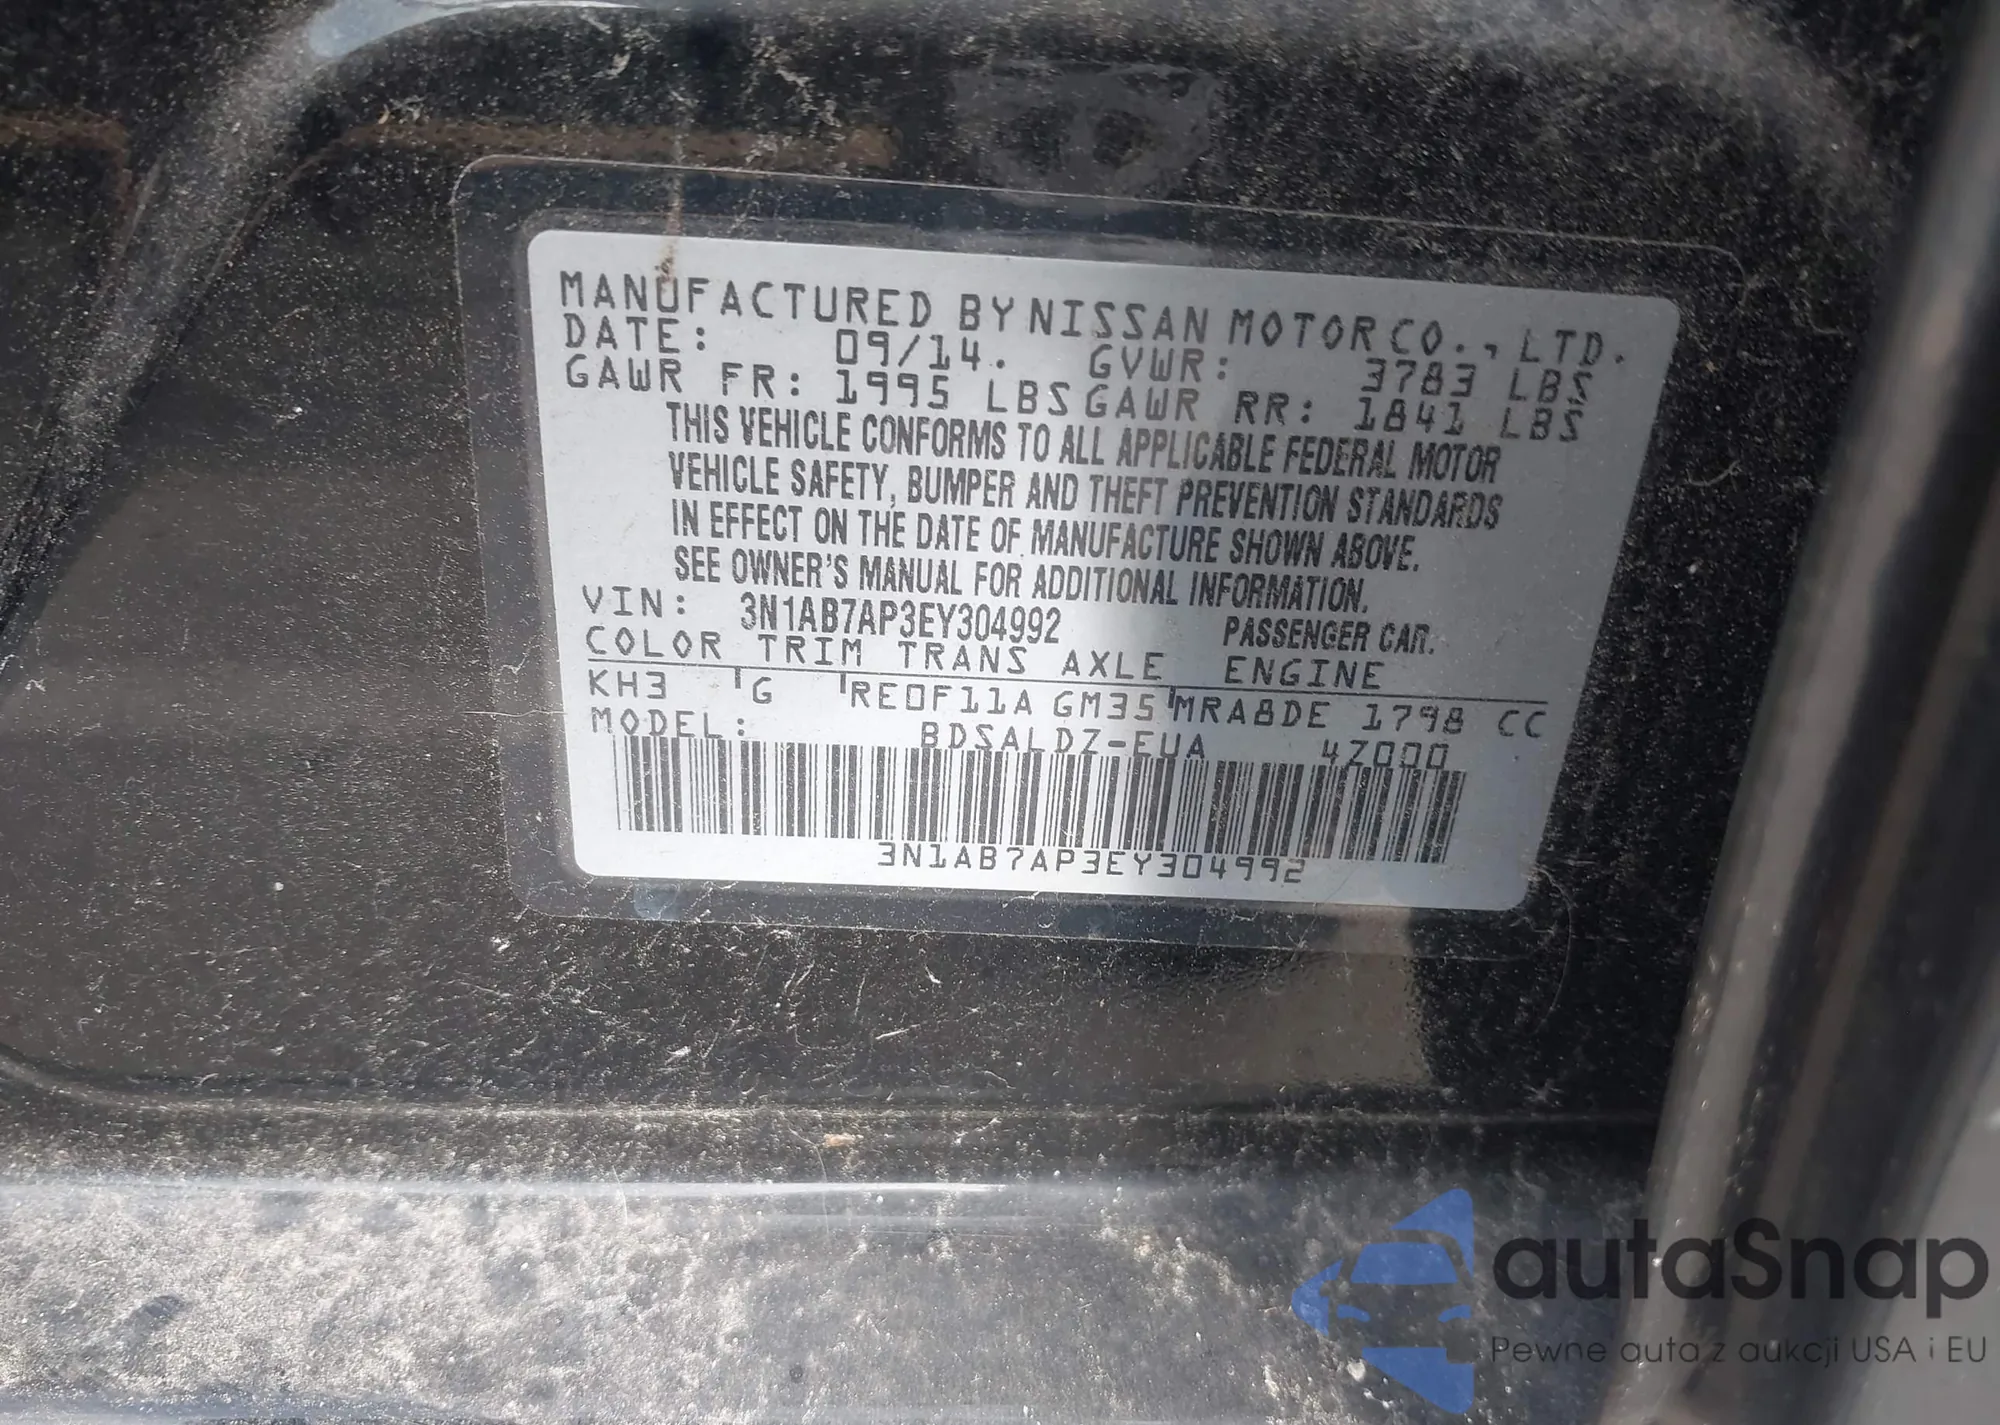 MANUFACTURED BY NISSAN MOTOR CO., LTD.
DATE: 09/14. GVWR: 3783 LBS
GAWR FR: 1995 LBS GAWR RR: 1841 LBS
THIS VEHICLE CONFORMS TO ALL APPLICABLE FEDERAL MOTOR
VEHICLE SAFETY, BUMPER AND THEFT PREVENTION STANDARDS
IN EFFECT ON THE DATE OF MANUFACTURE SHOWN ABOVE.
SEE OWNER'S MANUAL FOR ADDITIONAL INFORMATION.
VIN: 3N1AB7AP3EY304992 PASSENGER CAR.
COLOR TRIM TRANS AXLE ENGINE
KH3 G RE0F11A GM35 MRA8DE 1798 CC
MODEL: BDSALDZ-EUA 4Z000
3N1AB7AP3EY304992
autaSnap
Pewne auta z aukcji USA i EU